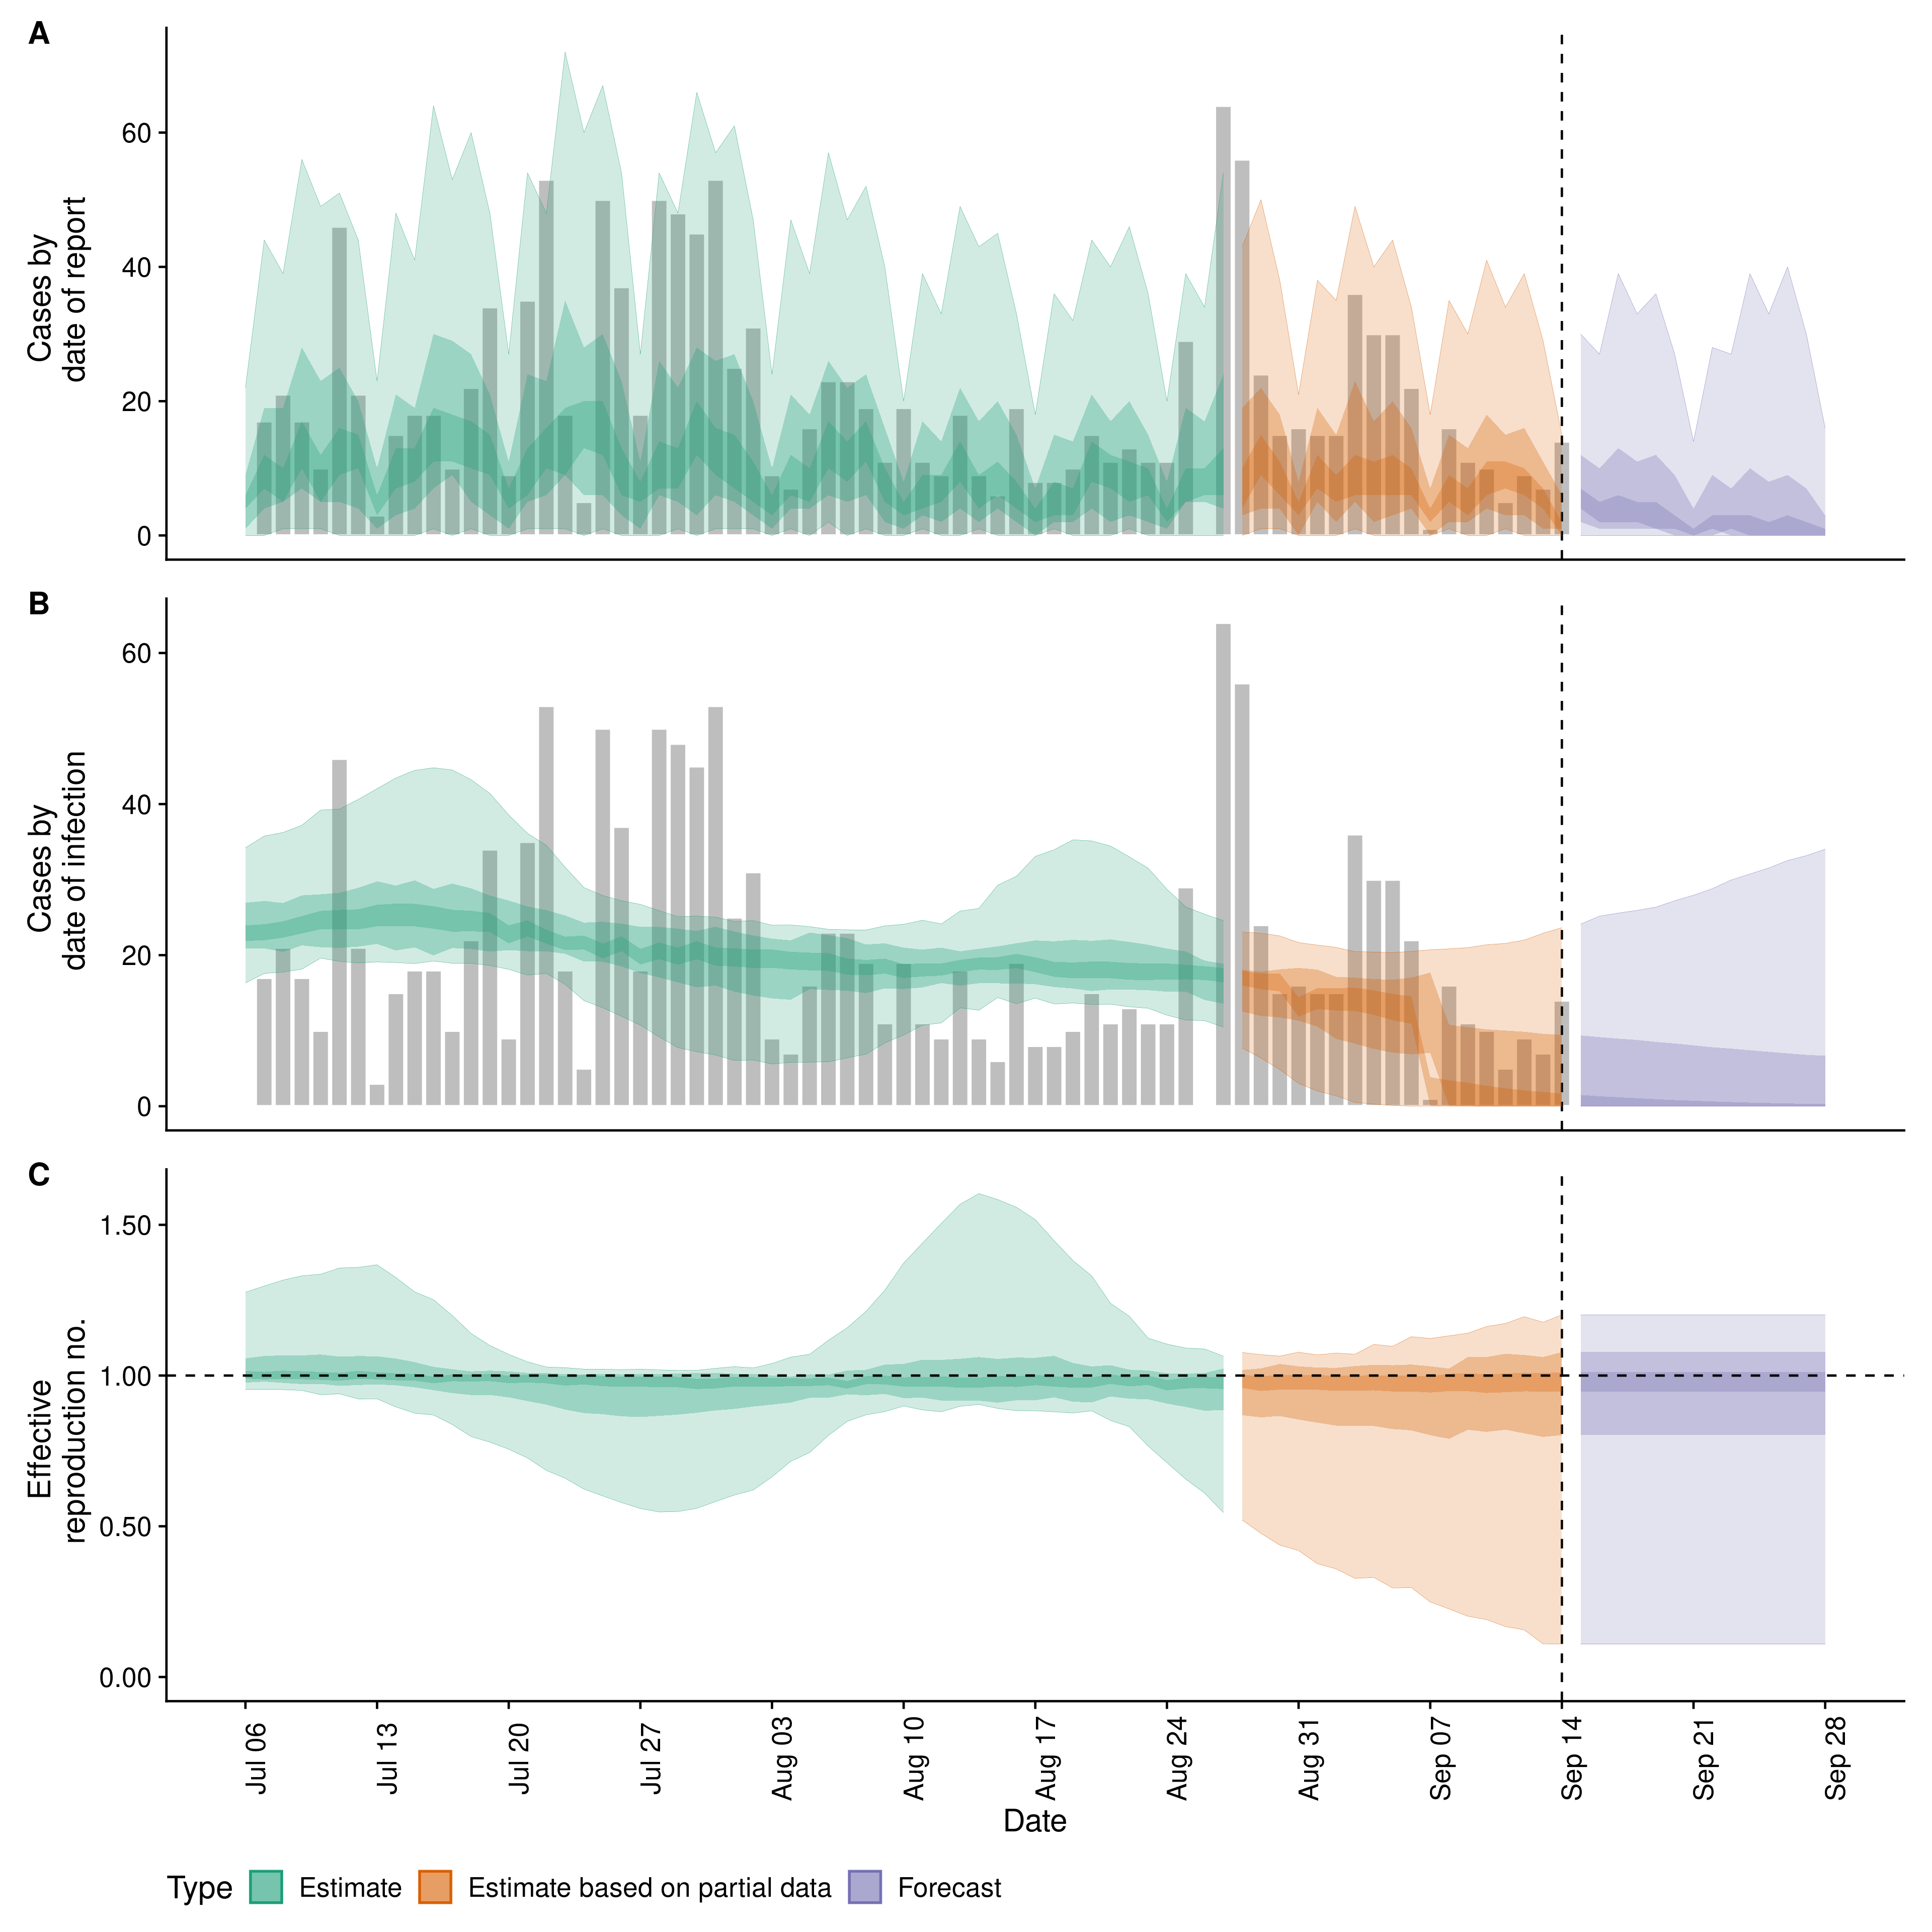 A
Cases by
date of report
60
40
20
0
B
Cases by
date of infection
60
40
20
0
C
Effective
reproduction no.
1.50
1.00
0.50
0.00
Jul 06
Jul 13
Jul 20
Jul 27
Aug 03
Aug 10
Aug 17
Aug 24
Aug 31
Sep 07
Sep 14
Sep 21
Sep 28
Date
Type Estimate Estimate based on partial data Forecast